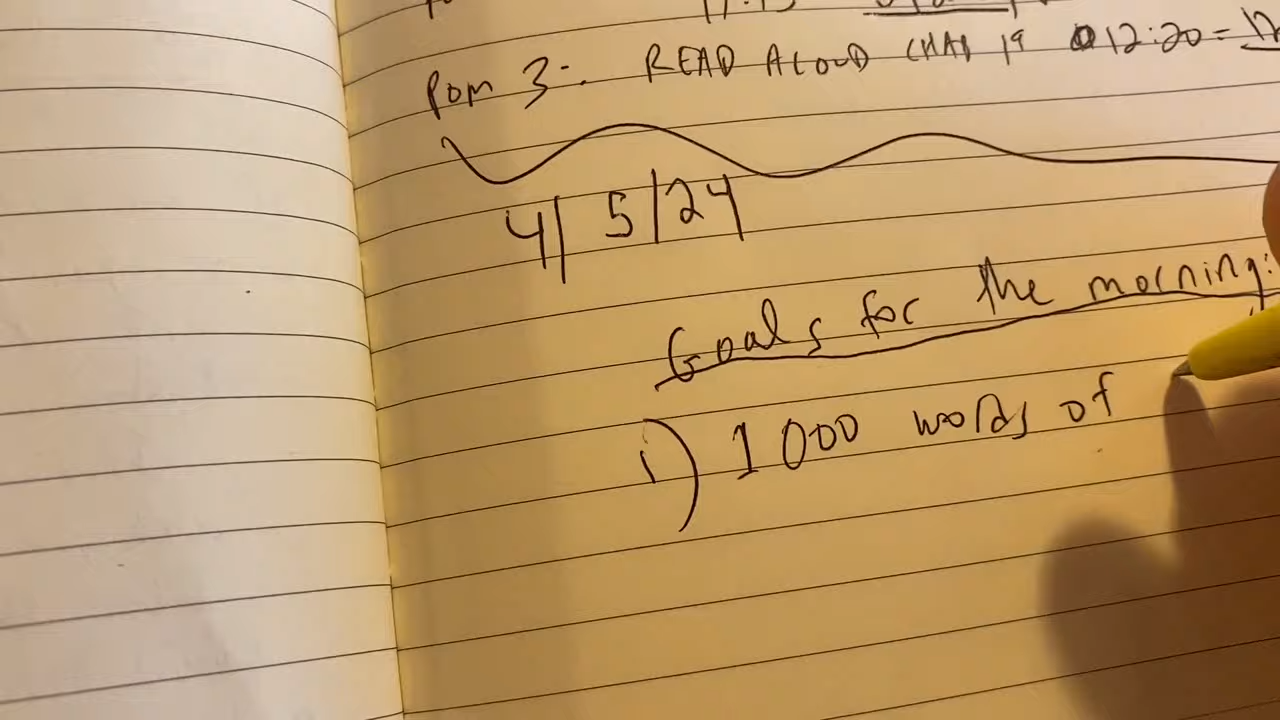 Pom 3: READ ALOUD CHAP 19 12:20 =
4/5/24
Goals for the morning:
1) 1000 words of